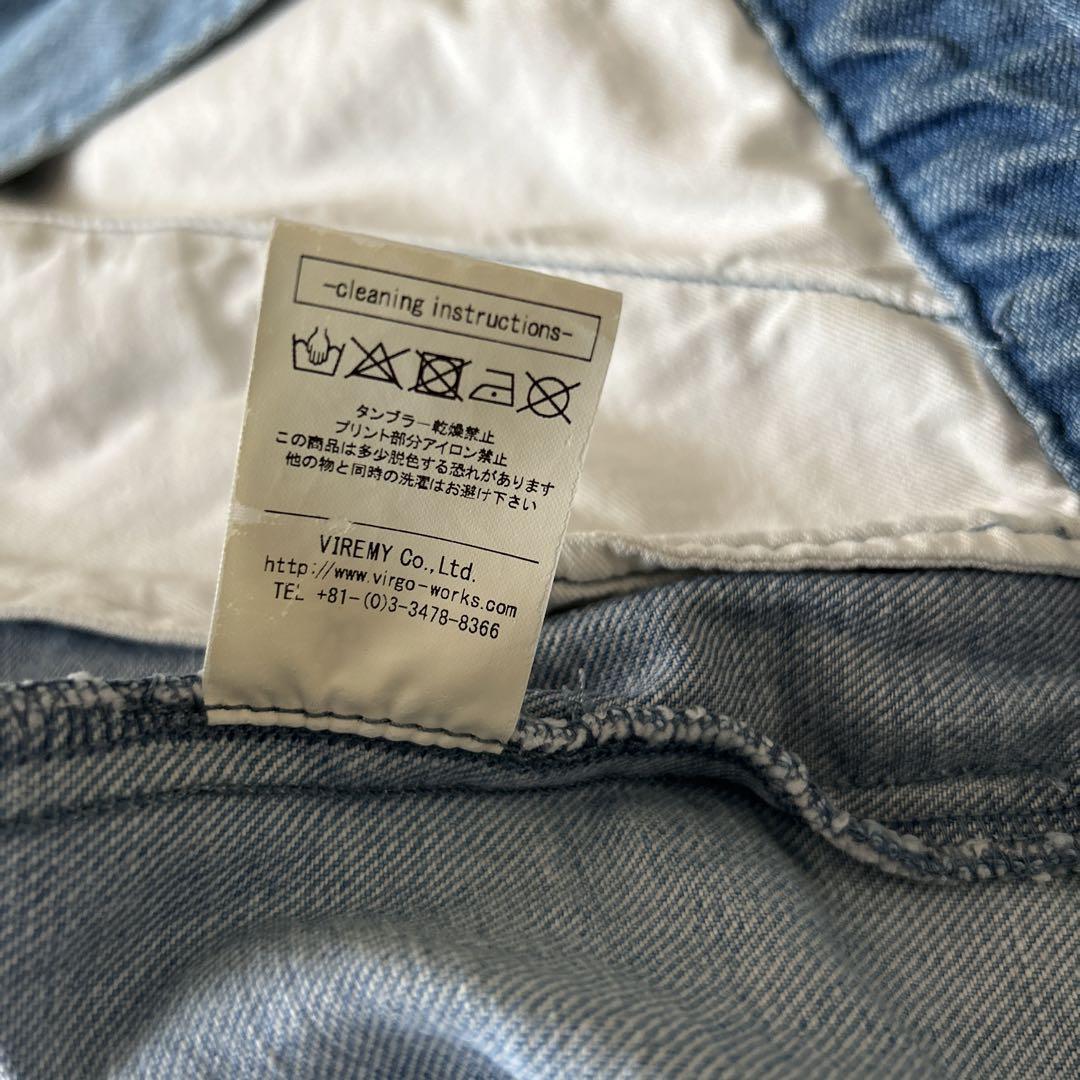 -cleaning instructions-
タンブラー乾燥禁止
プリント部分アイロン禁止
この商品は多少脱色する恐れがあります
他の物と同時の洗濯はお避け下さい
VIREMY Co.,Ltd.
http://www.virgo-works.com
TEL +81-(0)3-3478-8366